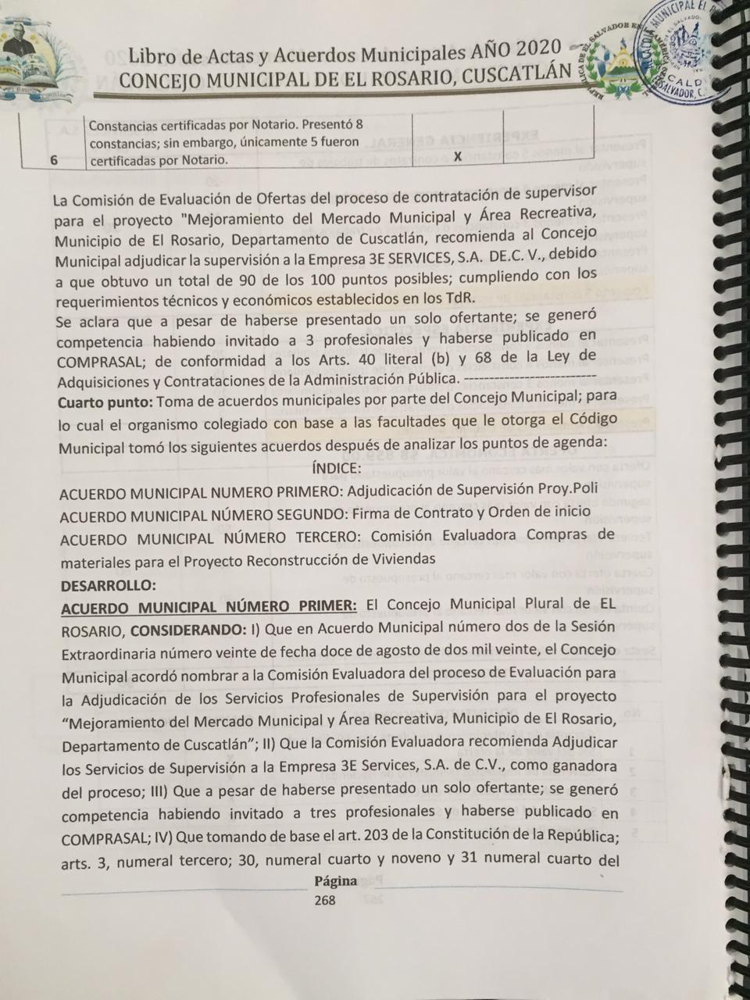 Libro de Actas y Acuerdos Municipales AÑO 2020
CONCEJO MUNICIPAL DE EL ROSARIO, CUSCATLÁN
Constancias certificadas por Notario. Presentó 8
constancias; sin embargo, únicamente 5 fueron
6 certificadas por Notario. X
La Comisión de Evaluación de Ofertas del proceso de contratación de supervisor
para el proyecto "Mejoramiento del Mercado Municipal y Área Recreativa,
Municipio de El Rosario, Departamento de Cuscatlán, recomienda al Concejo
Municipal adjudicar la supervisión a la Empresa 3E SERVICES, S.A. DE.C. V., debido
a que obtuvo un total de 90 de los 100 puntos posibles; cumpliendo con los
requerimientos técnicos y económicos establecidos en los TdR.
Se aclara que a pesar de haberse presentado un solo ofertante; se generó
competencia habiendo invitado a 3 profesionales y haberse publicado en
COMPRASAL; de conformidad a los Arts. 40 literal (b) y 68 de la Ley de
Adquisiciones y Contrataciones de la Administración Pública. --------------------------
Cuarto punto: Toma de acuerdos municipales por parte del Concejo Municipal; para
lo cual el organismo colegiado con base a las facultades que le otorga el Código
Municipal tomó los siguientes acuerdos después de analizar los puntos de agenda:
ÍNDICE:
ACUERDO MUNICIPAL NUMERO PRIMERO: Adjudicación de Supervisión Proy.Poli
ACUERDO MUNICIPAL NÚMERO SEGUNDO: Firma de Contrato y Orden de inicio
ACUERDO MUNICIPAL NÚMERO TERCERO: Comisión Evaluadora Compras de
materiales para el Proyecto Reconstrucción de Viviendas
DESARROLLO:
ACUERDO MUNICIPAL NÚMERO PRIMER: El Concejo Municipal Plural de EL
ROSARIO, CONSIDERANDO: I) Que en Acuerdo Municipal número dos de la Sesión
Extraordinaria número veinte de fecha doce de agosto de dos mil veinte, el Concejo
Municipal acordó nombrar a la Comisión Evaluadora del proceso de Evaluación para
la Adjudicación de los Servicios Profesionales de Supervisión para el proyecto
“Mejoramiento del Mercado Municipal y Área Recreativa, Municipio de El Rosario,
Departamento de Cuscatlán”; II) Que la Comisión Evaluadora recomienda Adjudicar
los Servicios de Supervisión a la Empresa 3E Services, S.A. de C.V., como ganadora
del proceso; III) Que a pesar de haberse presentado un solo ofertante; se generó
competencia habiendo invitado a tres profesionales y haberse publicado en
COMPRASAL; IV) Que tomando de base el art. 203 de la Constitución de la República;
arts. 3, numeral tercero; 30, numeral cuarto y noveno y 31 numeral cuarto del
Página
268